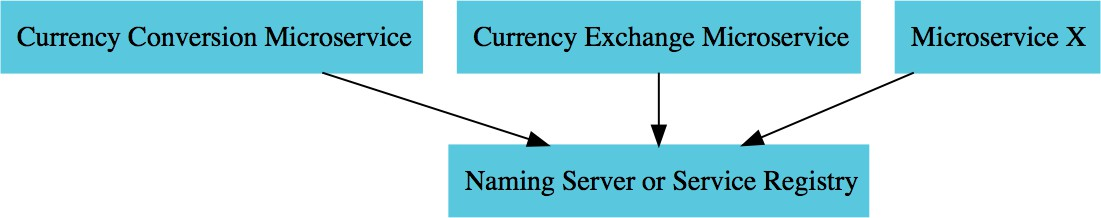 Currency Conversion Microservice
Currency Exchange Microservice
Microservice X
Naming Server or Service Registry